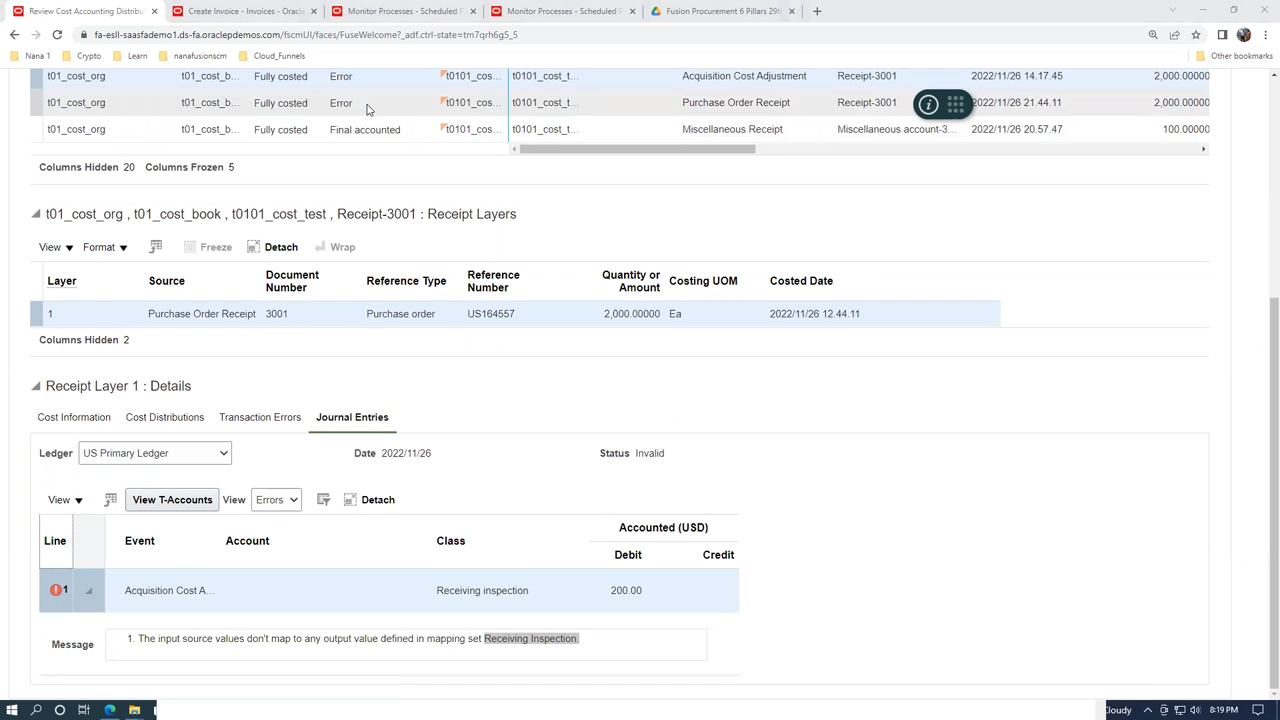 Review Cost Accounting Distribu
Create Invoice - Invoices - Oracle
Monitor Processes - Scheduled P
Monitor Processes - Scheduled P
Fusion Procurement 6 Pillars 29t
fa-esll-saasfademo1.ds-fa.oraclepdemos.com/fscmUI/faces/FuseWelcome?_adf.ctrl-state=tm7qrh6g5_5
Nana 1 Crypto Learn nanafusionscm Cloud_Funnels Other bookmarks
t01_cost_org t01_cost_b... Fully costed Error t0101_cos... t0101_cost_t... Acquisition Cost Adjustment Receipt-3001 2022/11/26 14.17.45 2,000.00000
t01_cost_org t01_cost_b... Fully costed Error t0101_cos... t0101_cost_t... Purchase Order Receipt Receipt-3001 2022/11/26 21.44.11 2,000.00000
t01_cost_org t01_cost_b... Fully costed Final accounted t0101_cos... t0101_cost_t... Miscellaneous Receipt Miscellaneous account-3... 2022/11/26 20.57.47 100.00000
Columns Hidden 20 Columns Frozen 5
t01_cost_org , t01_cost_book , t0101_cost_test , Receipt-3001 : Receipt Layers
View Format Freeze Detach Wrap
Layer Source Document Number Reference Type Reference Number Quantity or Amount Costing UOM Costed Date
1 Purchase Order Receipt 3001 Purchase order US164557 2,000.00000 Ea 2022/11/26 12.44.11
Columns Hidden 2
Receipt Layer 1 : Details
Cost Information Cost Distributions Transaction Errors Journal Entries
Ledger US Primary Ledger Date 2022/11/26 Status Invalid
View View T-Accounts View Errors Detach
Line Event Account Class Accounted (USD)
Debit Credit
1 Acquisition Cost A... Receiving inspection 200.00
Message 1. The input source values don't map to any output value defined in mapping set Receiving Inspection.
Cloudy 8:19 PM